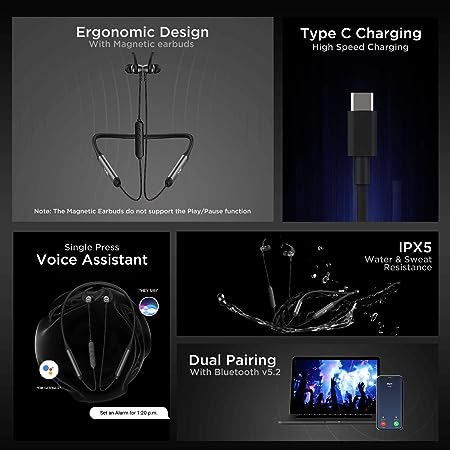 Ergonomic Design
With Magnetic earbuds
Note: The Magnetic Earbuds do not support the Play/Pause function
Type C Charging
High Speed Charging
Single Press
Voice Assistant
"HEY SIRI"
Set an Alarm for 1:20 p.m.
IPX5
Water & Sweat
Resistance
Dual Pairing
With Bluetooth v5.2